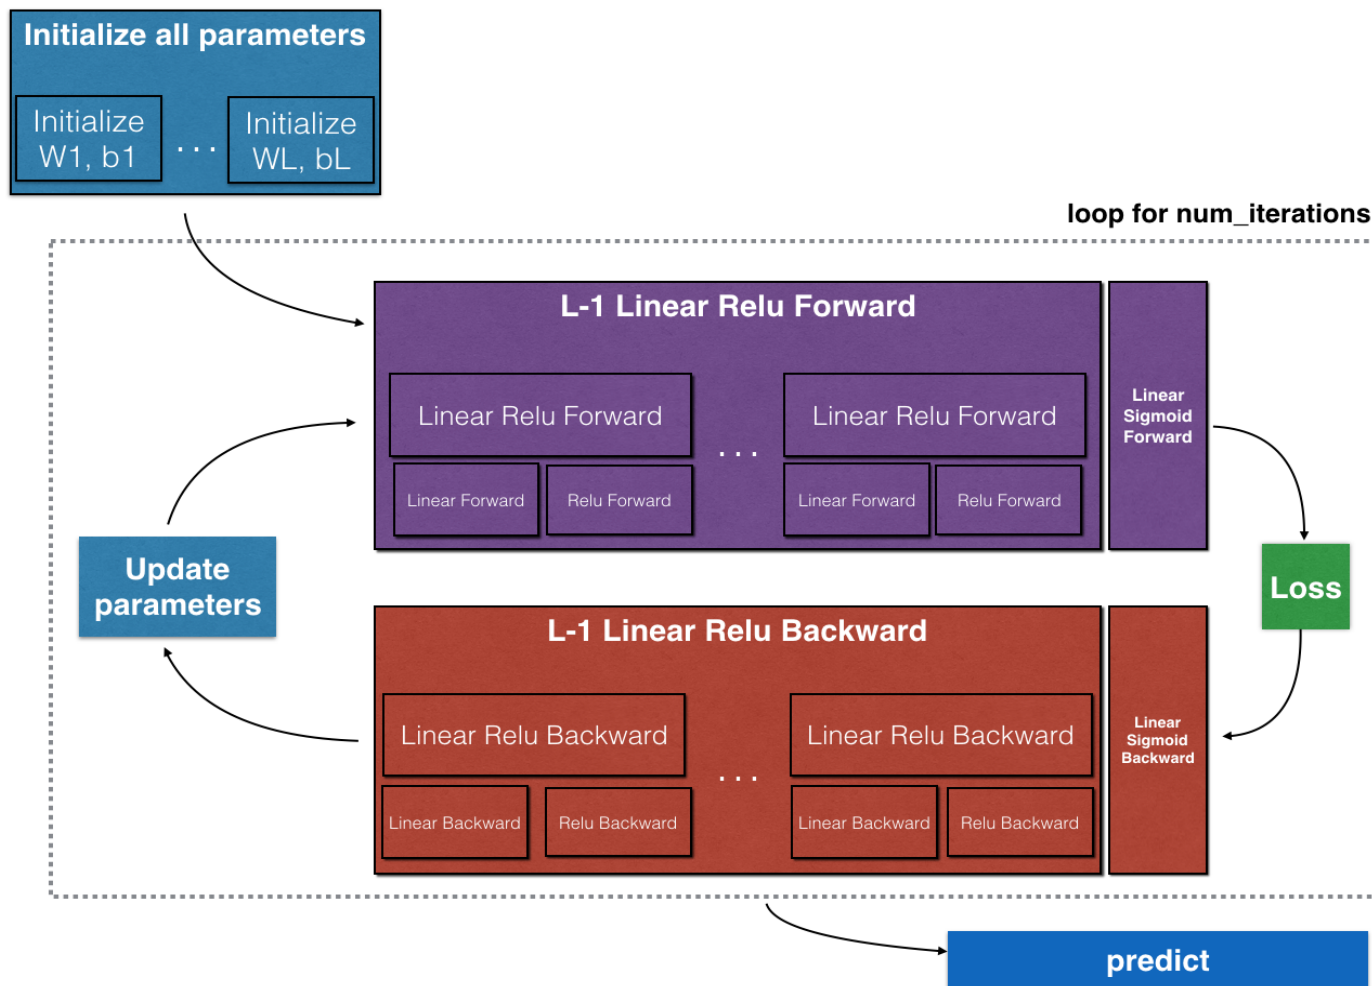 Initialize all parameters
Initialize
W1, b1
...
Initialize
WL, bL
loop for num_iterations
L-1 Linear Relu Forward
Linear Relu Forward
...
Linear Relu Forward
Linear Forward
Relu Forward
Linear Forward
Relu Forward
Linear
Sigmoid
Forward
Update
parameters
Loss
L-1 Linear Relu Backward
Linear Relu Backward
...
Linear Relu Backward
Linear Backward
Relu Backward
Linear Backward
Relu Backward
Linear
Sigmoid
Backward
predict